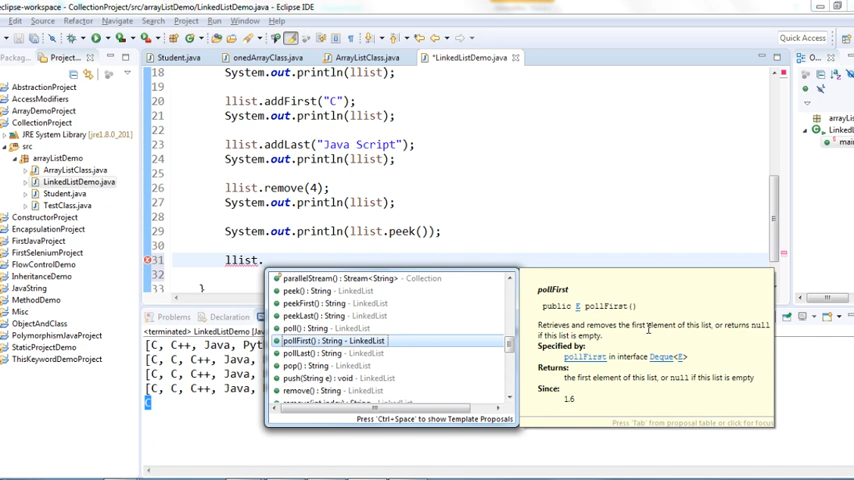 eclipse-workspace - CollectionProject/src/arrayListDemo/LinkedListDemo.java - Eclipse IDE
Edit Source Refactor Navigate Search Project Run Window Help
Quick Access
Packag...
Project...
Student.java
onedArrayClass.java
ArrayListClass.java
*LinkedListDemo.java
O...
AbstractionProject
AccessModifiers
ArrayDemoProject
CollectionProject
JRE System Library [jre1.8.0_201]
src
arrayListDemo
ArrayListClass.java
LinkedListDemo.java
Student.java
TestClass.java
ConstructorProject
EncapsulationProject
FirstJavaProject
FirstSeleniumProject
FlowControlDemo
InheritanceDemo
JavaString
MethodDemo
Misc
ObjectAndClass
PolymorphismJavaProject
StaticProjectDemo
ThisKeywordProject
18 System.out.println(llist);
19
20 llist.addFirst("C");
21 System.out.println(llist);
22
23 llist.addLast("Java Script");
24 System.out.println(llist);
25
26 llist.remove(4);
27 System.out.println(llist);
28
29 System.out.println(llist.peek());
30
31 llist.
32
33 }
parallelStream() : Stream<String> - Collection
peek() : String - LinkedList
peekFirst() : String - LinkedList
peekLast() : String - LinkedList
poll() : String - LinkedList
pollFirst() : String - LinkedList
pollLast() : String - LinkedList
pop() : String - LinkedList
push(String e) : void - LinkedList
remove() : String - LinkedList
Press 'Ctrl+Space' to show Template Proposals
pollFirst
public E pollFirst()
Retrieves and removes the first element of this list, or returns null
if this list is empty.
Specified by:
pollFirst in interface Deque<E>
Returns:
the first element of this list, or null if this list is empty
Since:
1.6
Press 'Tab' from proposal table or click for focus
arrayLi
LinkedL
mai
Problems
Declaration
<terminated> LinkedListDemo [Ja
[C, C++, Java, Pyt
[C, C, C++, Java,
[C, C, C++, Java,
[C, C, C++, Java,
C